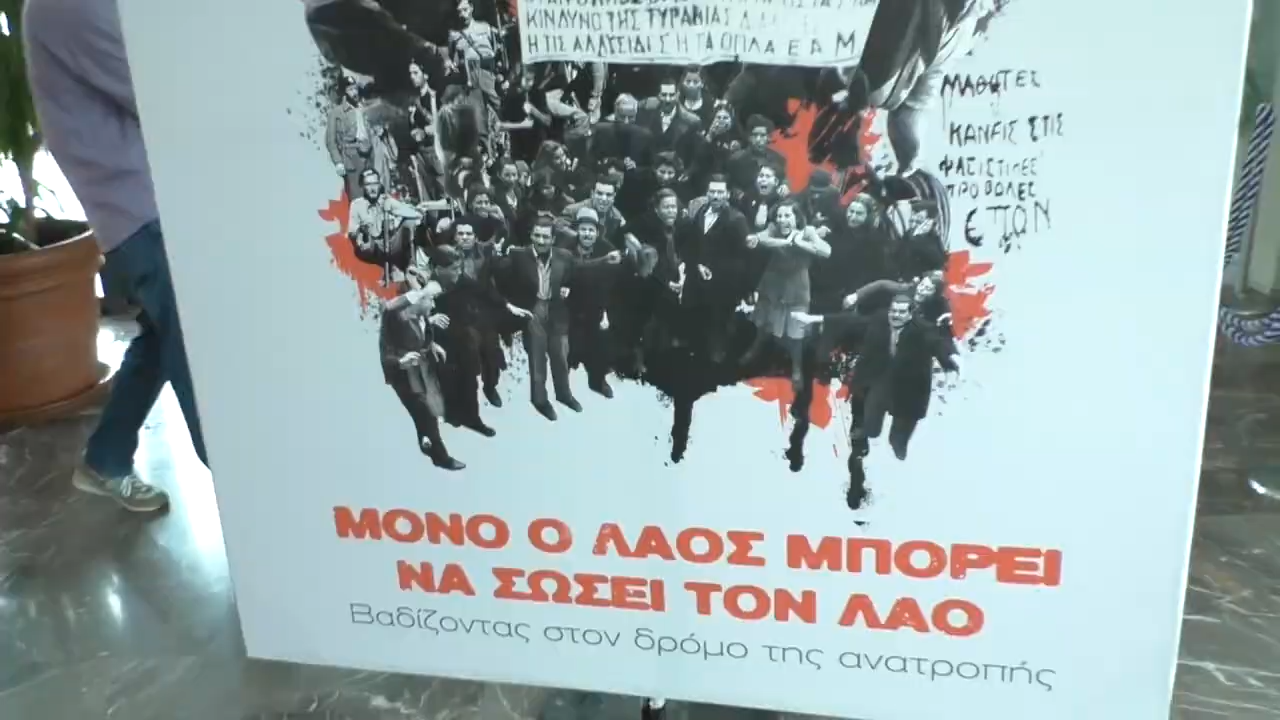 ΚΙΝΔΥΝΟ ΤΗΣ ΤΥΡΑΝΙΑΣ
Η ΤΙΣ ΑΛΥΣΕΙΔΕΣ Η ΤΑ ΟΠΛΑ Ε Α Μ
ΜΑΘΗΤΕΣ
ΚΑΝΕΙΣ ΣΤΙΣ
ΦΑΣΙΣΤΙΚΕΣ
ΠΡΟΒΟΛΕΣ
ΕΠΟΝ
ΜΟΝΟ Ο ΛΑΟΣ ΜΠΟΡΕΙ
ΝΑ ΣΩΣΕΙ ΤΟΝ ΛΑΟ
Βαδίζοντας στον δρόμο της ανατροπής